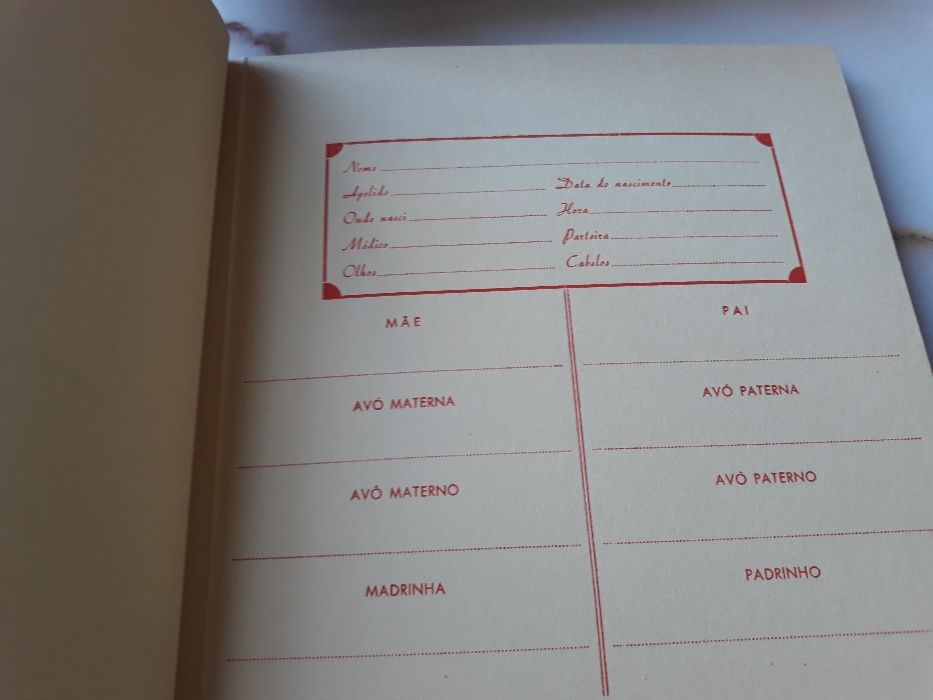 Nome
Apelido Data do nascimento
Onde nasci Hora
Médico Parteira
Olhos Cabelos
MÃE PAI
AVÓ MATERNA AVÓ PATERNA
AVÔ MATERNO AVÔ PATERNO
MADRINHA PADRINHO